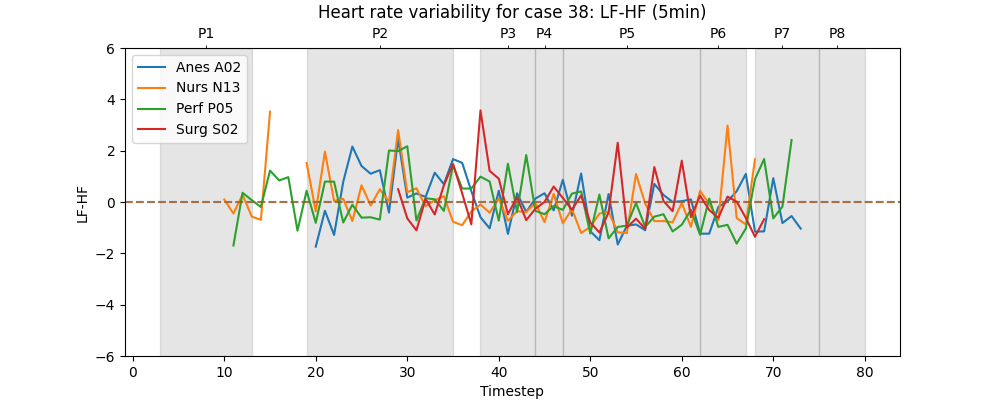 Heart rate variability for case 38: LF-HF (5min)
P1 P2 P3 P4 P5 P6 P7 P8
6
4
2
0
−2
−4
−6
LF-HF
Anes A02
Nurs N13
Perf P05
Surg S02
0 10 20 30 40 50 60 70 80
Timestep